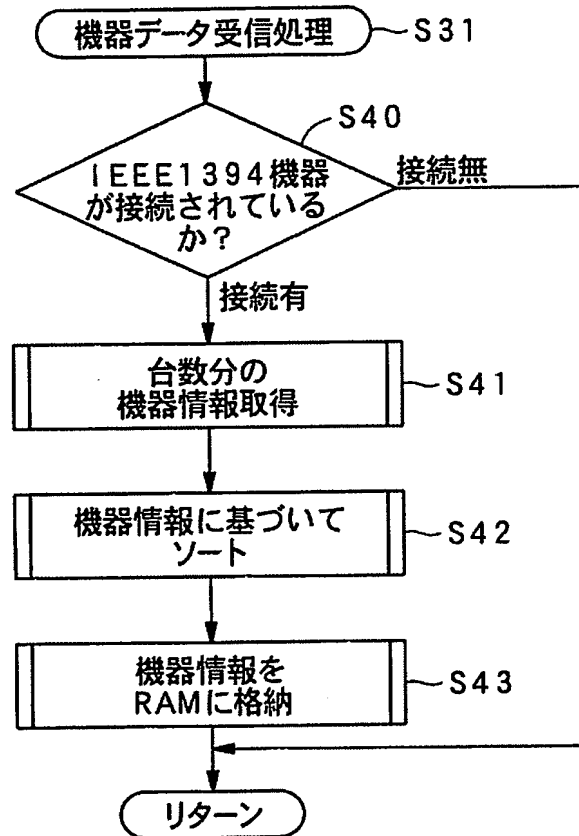 機器データ受信処理
S31
S40
IEEE1394機器
が接続されている
か?
接続無
接続有
台数分の
機器情報取得
S41
機器情報に基づいて
ソート
S42
機器情報を
RAMに格納
S43
リターン